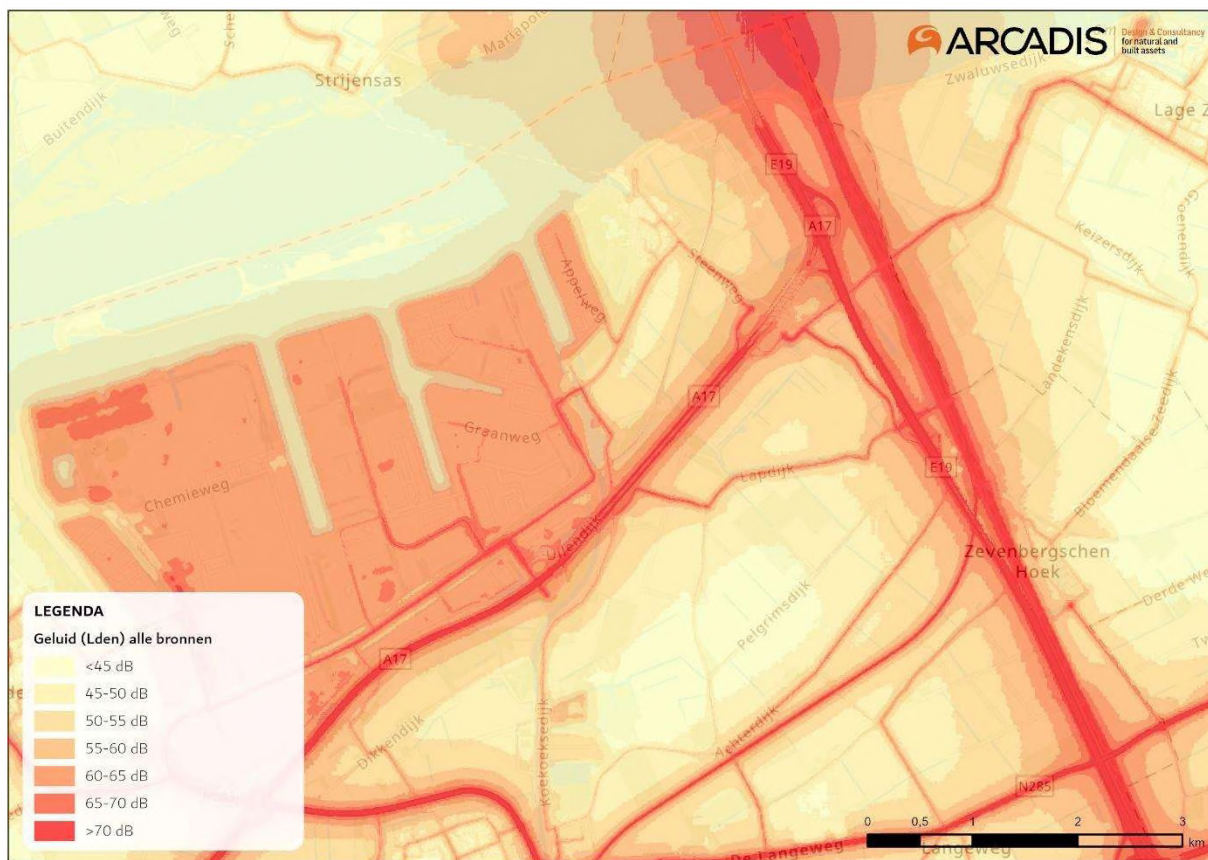 ARCADIS
Design & Consultancy
for natural and
built assets
Buitendijk
Strijensas
Zwaluwsedijk
Lage Z
E19
A17
Groenendijk
Keizersdijk
Steenweg
Appelweg
Landekensdijk
A17
Bloemendaalse Zeedijk
Graanweg
Lapdijk
E19
Chemieweg
Zevenbergschen
Hoek
Derde We
Pelgrimsdijk
A17
Dikkendijk
Koekoeksedijk
Achterdijk
N285
De Langeweg
Langeweg
LEGENDA
Geluid (Lden) alle bronnen
<45 dB
45-50 dB
50-55 dB
55-60 dB
60-65 dB
65-70 dB
>70 dB
0 0,5 1 2 3
km